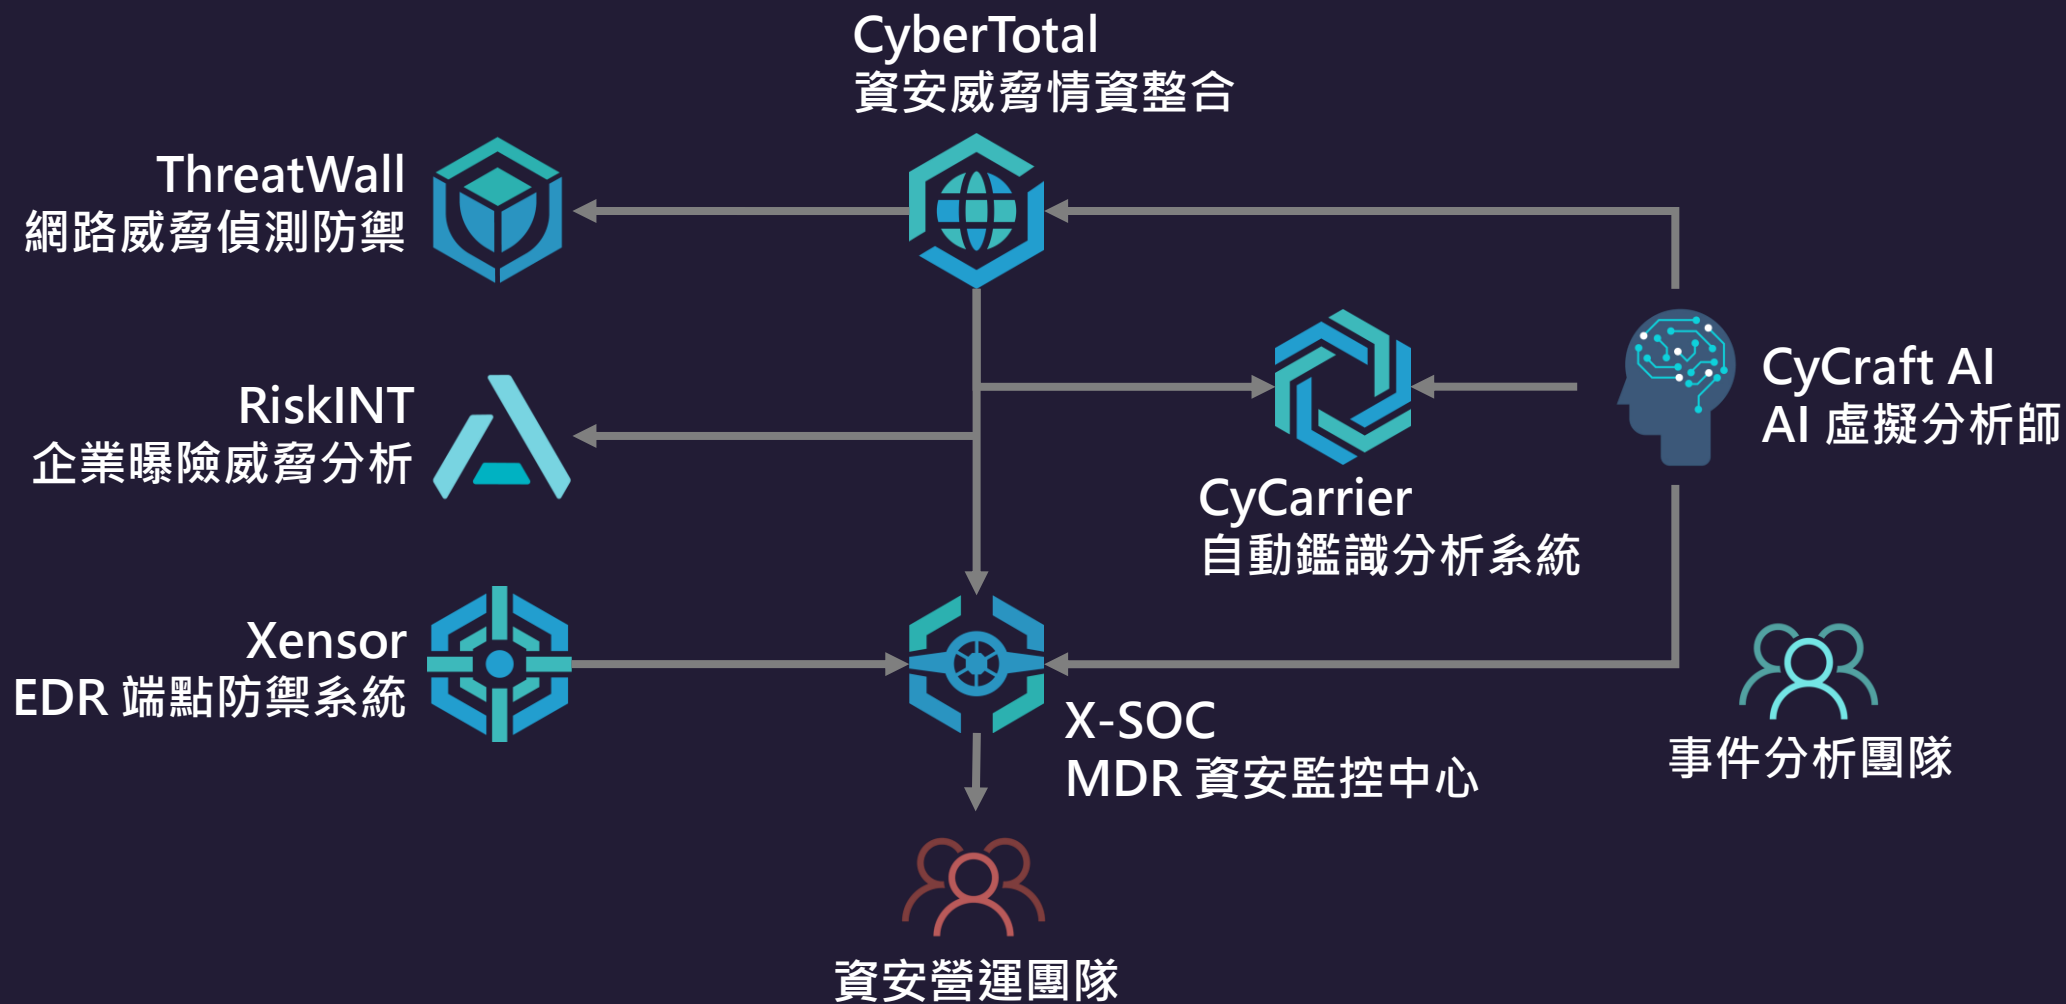 CyberTotal
資安威脅情資整合
ThreatWall
網路威脅偵測防禦
RiskINT
企業曝險威脅分析
CyCraft AI
AI 虛擬分析師
CyCarrier
自動鑑識分析系統
Xensor
EDR 端點防禦系統
X-SOC
MDR 資安監控中心
事件分析團隊
資安營運團隊